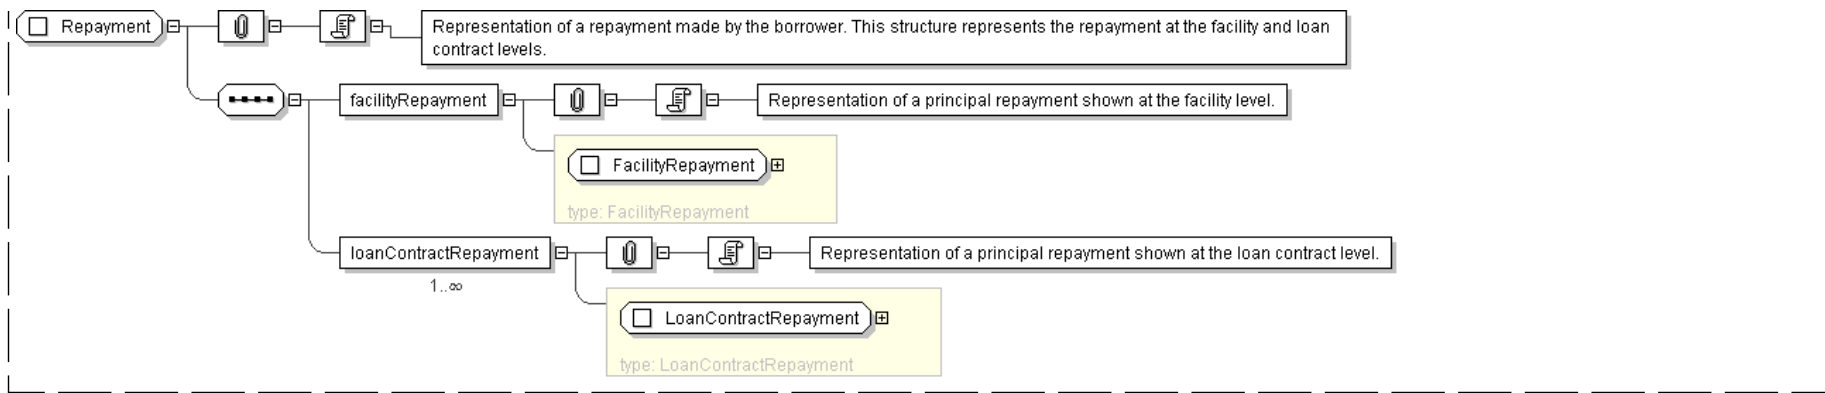 Repayment
Representation of a repayment made by the borrower. This structure represents the repayment at the facility and loan
contract levels.
facilityRepayment
Representation of a principal repayment shown at the facility level.
FacilityRepayment
type: FacilityRepayment
loanContractRepayment
Representation of a principal repayment shown at the loan contract level.
1..∞
LoanContractRepayment
type: LoanContractRepayment